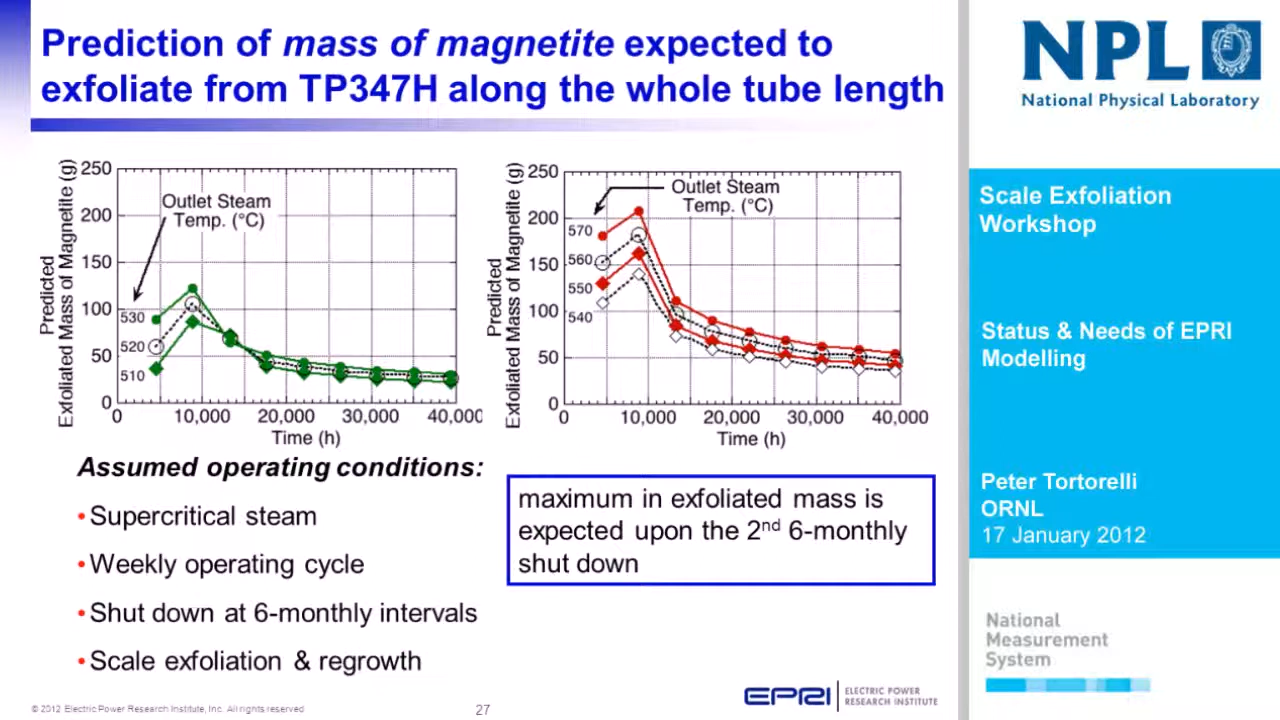 Prediction of mass of magnetite expected to
exfoliate from TP347H along the whole tube length
Predicted
Exfoliated Mass of Magnetite (g)
250
200
150
100
50
0
Outlet Steam
Temp. (°C)
530
520
510
0
10,000
20,000
30,000
40,000
Time (h)
Predicted
Exfoliated Mass of Magnetite (g)
250
200
150
100
50
0
Outlet Steam
Temp. (°C)
570
560
550
540
0
10,000
20,000
30,000
40,000
Time (h)
Assumed operating conditions:
•Supercritical steam
•Weekly operating cycle
•Shut down at 6-monthly intervals
•Scale exfoliation & regrowth
maximum in exfoliated mass is
expected upon the 2nd 6-monthly
shut down
© 2012 Electric Power Research Institute, Inc. All rights reserved
27
EPRI
ELECTRIC POWER
RESEARCH INSTITUTE
NPL
National Physical Laboratory
Scale Exfoliation
Workshop
Status & Needs of EPRI
Modelling
Peter Tortorelli
ORNL
17 January 2012
National
Measurement
System